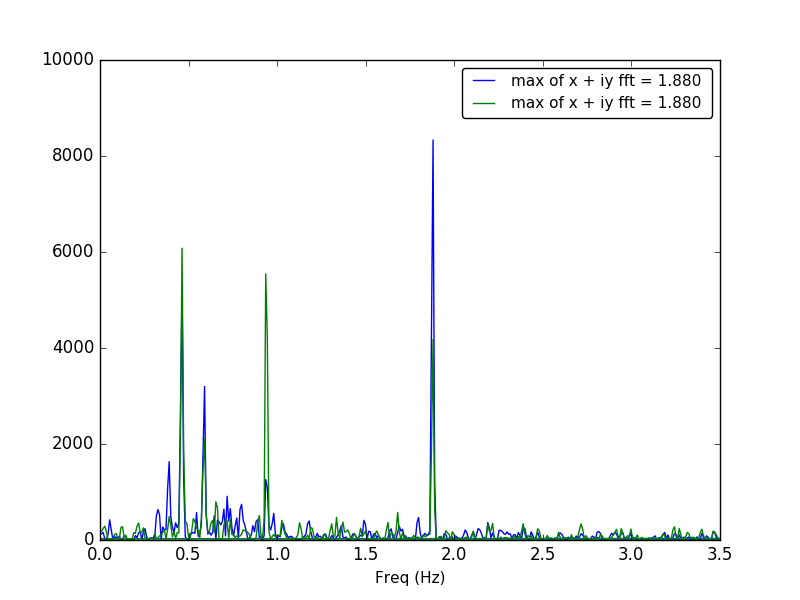 10000
8000
6000
4000
2000
0
0.0 0.5 1.0 1.5 2.0 2.5 3.0 3.5
Freq (Hz)
max of x + iy fft = 1.880
max of x + iy fft = 1.880